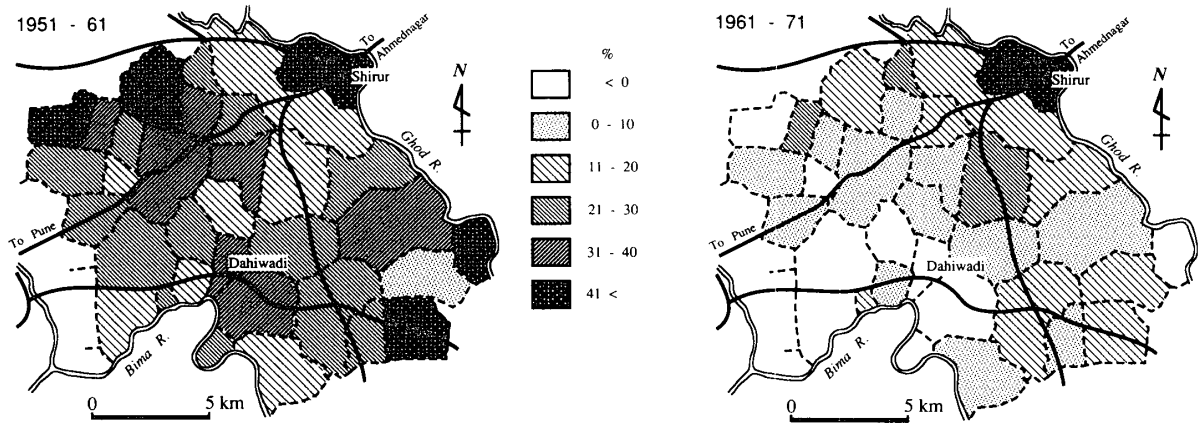 1951 - 61
To
Ahmednagar
Shirur
N
Ghod R.
To Pune
Dahiwadi
Bima R.
0 5 km
%
< 0
0 - 10
11 - 20
21 - 30
31 - 40
41 <
1961 - 71
To
Ahmednagar
Shirur
N
Ghod R.
To Pune
Dahiwadi
Bima R.
0 5 km